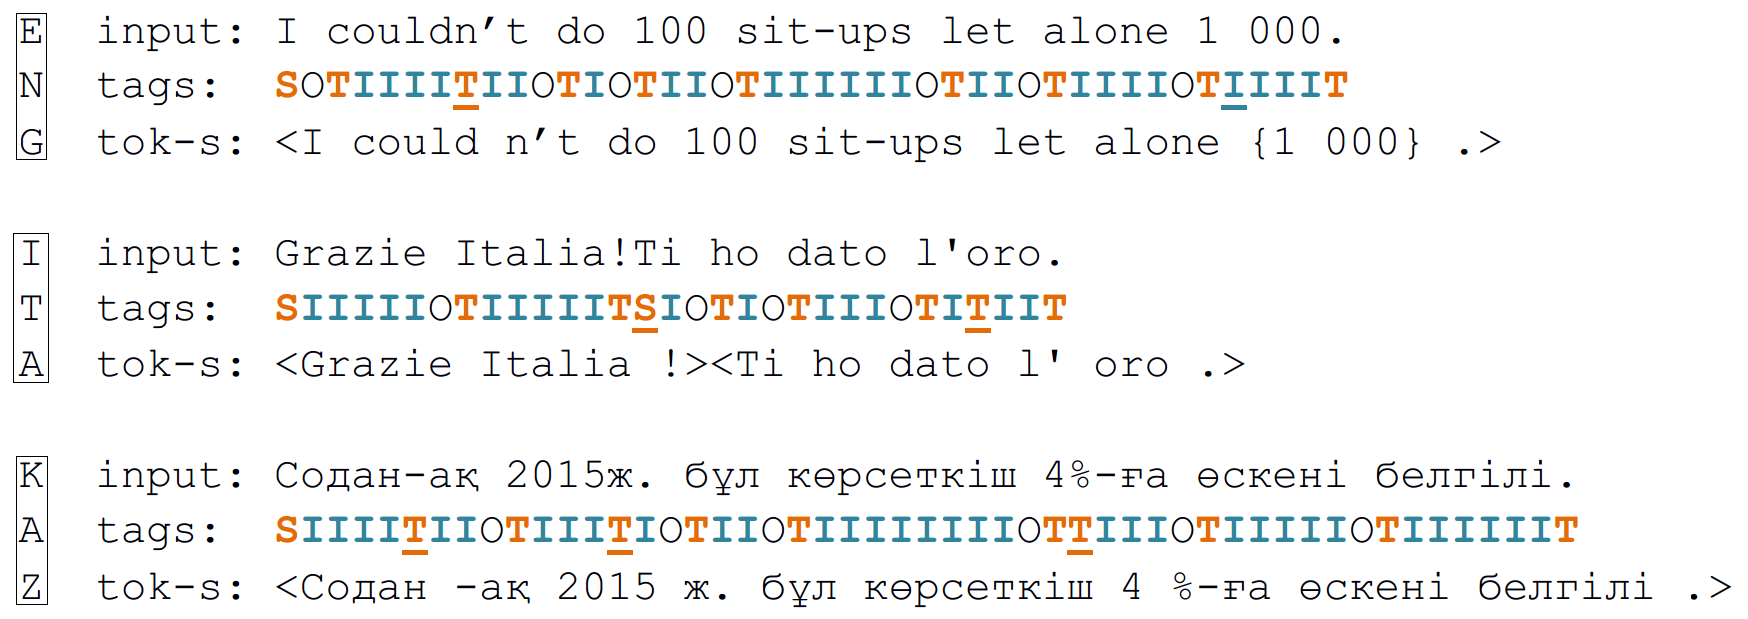 E input: I couldn’t do 100 sit-ups let alone 1 000.
N tags: SOTIIIITIIOTIOTIIOTIIIIIIOTIIOTIIIIOTIIIIT
G tok-s: <I could n’t do 100 sit-ups let alone {1 000} .>
I input: Grazie Italia!Ti ho dato l'oro.
T tags: SIIIIIOTIIIIITSIOTIOTIIIOTITIIT
A tok-s: <Grazie Italia !><Ti ho dato l' oro .>
K input: Содан-ақ 2015ж. бұл көрсеткіш 4%-ға өскені белгілі.
A tags: SIIIITIIOTIIITIOTIIOTIIIIIIIIOTTIIIOTIIIIIOTIIIIIIT
Z tok-s: <Содан -ақ 2015 ж. бұл көрсеткіш 4 %-ға өскені белгілі .>